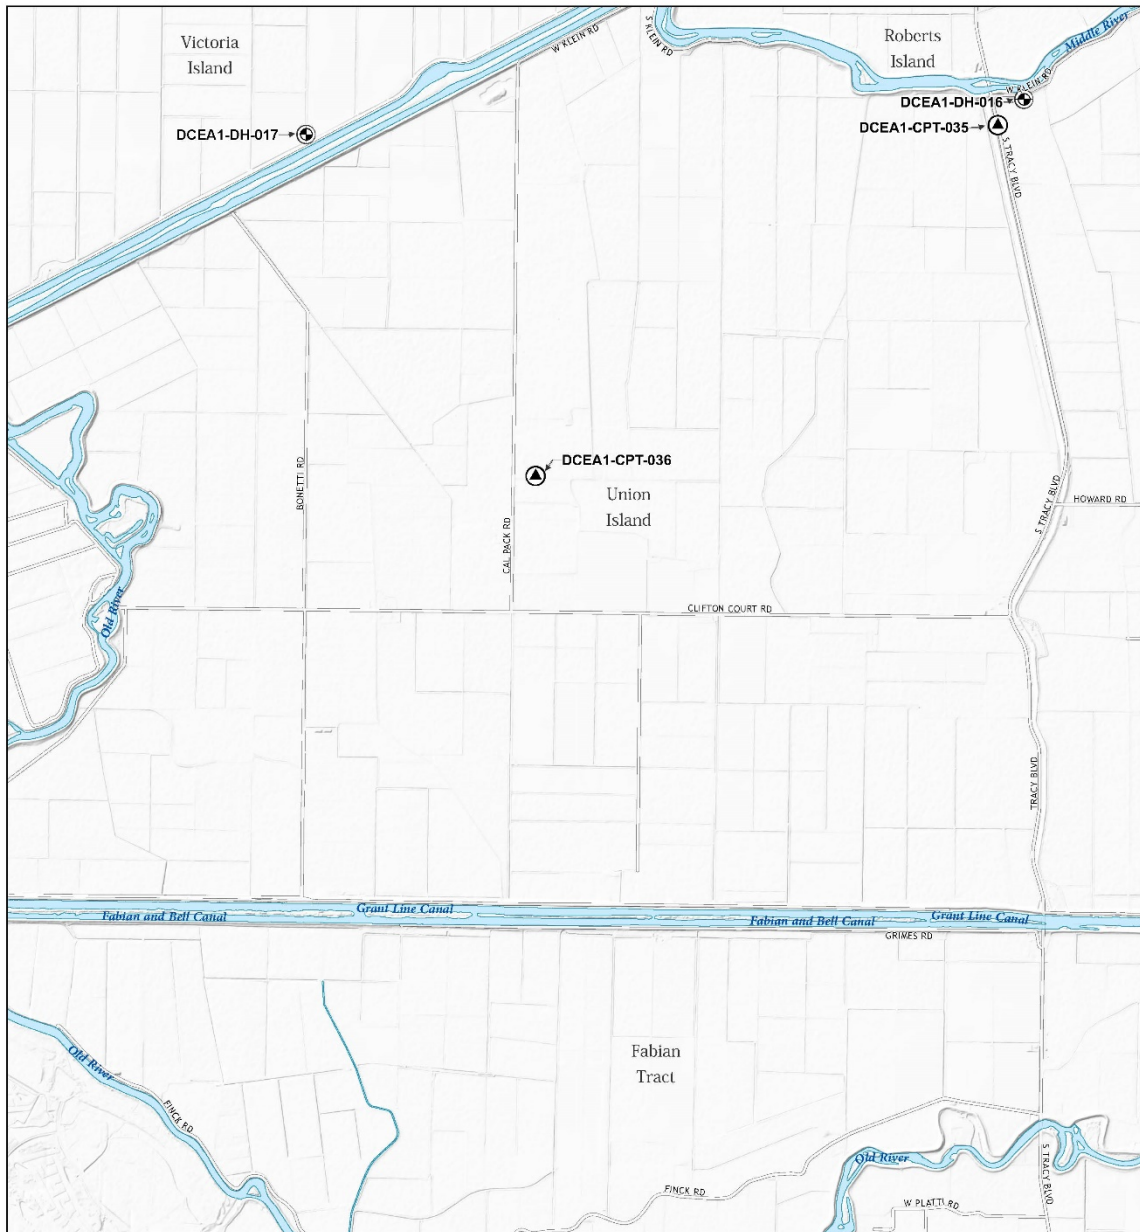 Victoria
Island
W KLEIN RD
S KLEIN RD
Roberts
Island
Middle River
W KLEIN RD
DCEA1-DH-016
DCEA1-DH-017
DCEA1-CPT-035
S TRACY BLVD
DCEA1-CPT-036
BONETTI RD
Union
Island
CAL PACK RD
S TRACY BLVD
HOWARD RD
Old River
CLIFTON COURT RD
TRACY BLVD
Fabian and Bell Canal
Grant Line Canal
Fabian and Bell Canal
Grant Line Canal
GRIMES RD
Old River
Fabian
Tract
FINCK RD
Old River
S TRACY BLVD
FINCK RD
W PLATTI RD